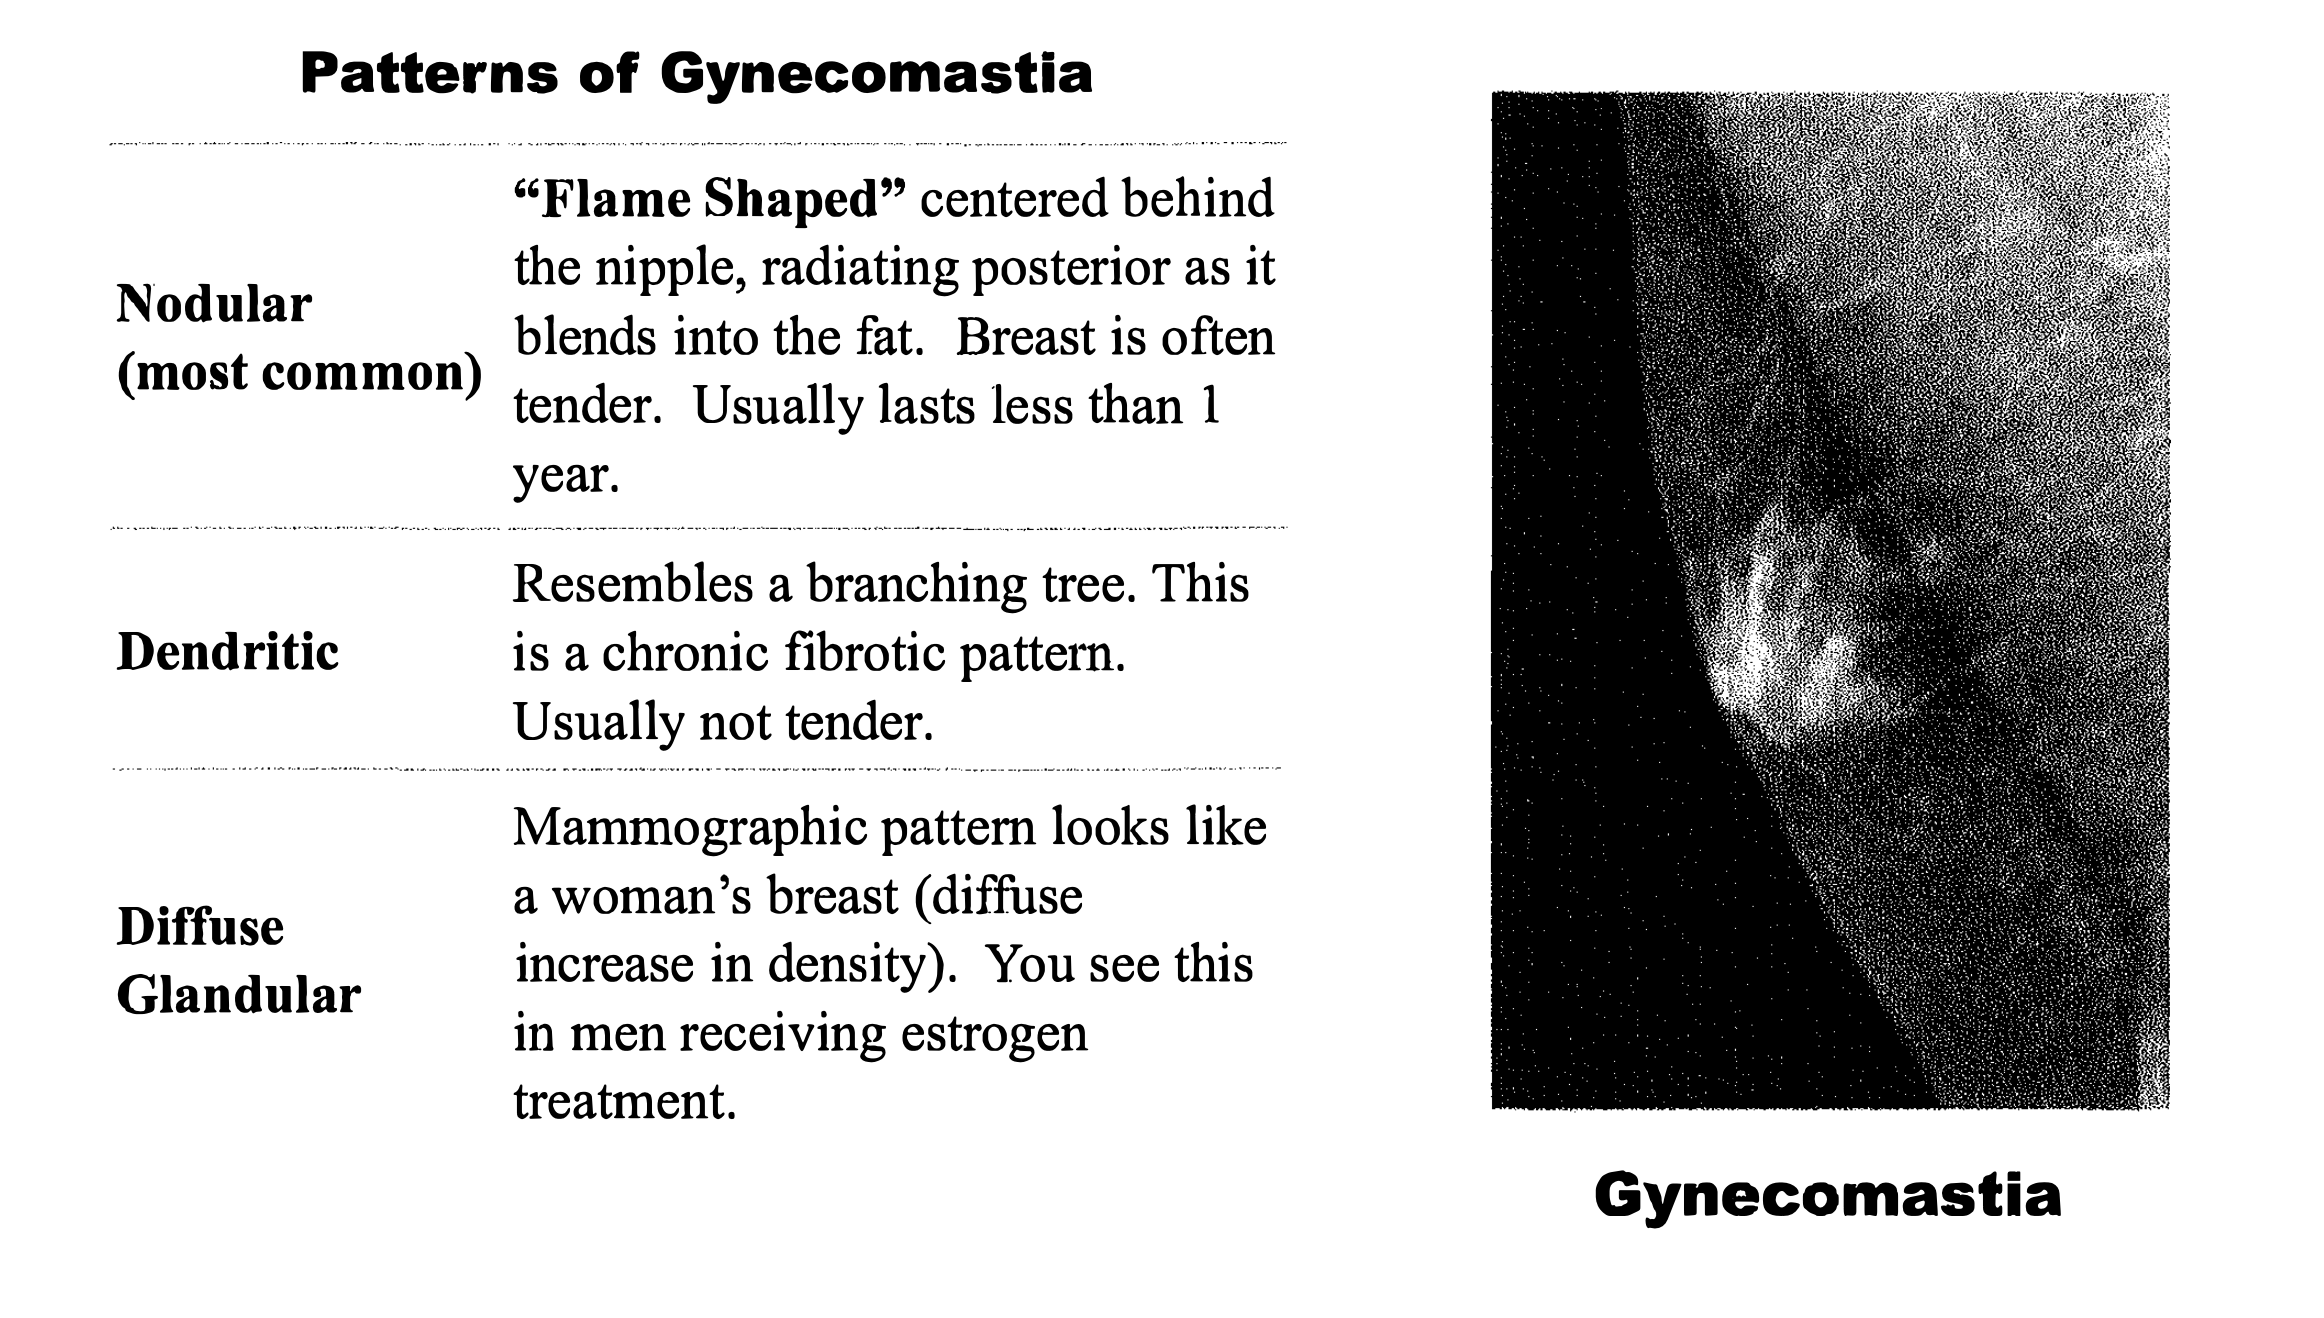 Patterns of Gynecomastia
Nodular
(most common)
“Flame Shaped” centered behind
the nipple, radiating posterior as it
blends into the fat.  Breast is often
tender.  Usually lasts less than 1
year.
Dendritic
Resembles a branching tree. This
is a chronic fibrotic pattern.
Usually not tender.
Diffuse
Glandular
Mammographic pattern looks like
a woman’s breast (diffuse
increase in density).  You see this
in men receiving estrogen
treatment.
Gynecomastia